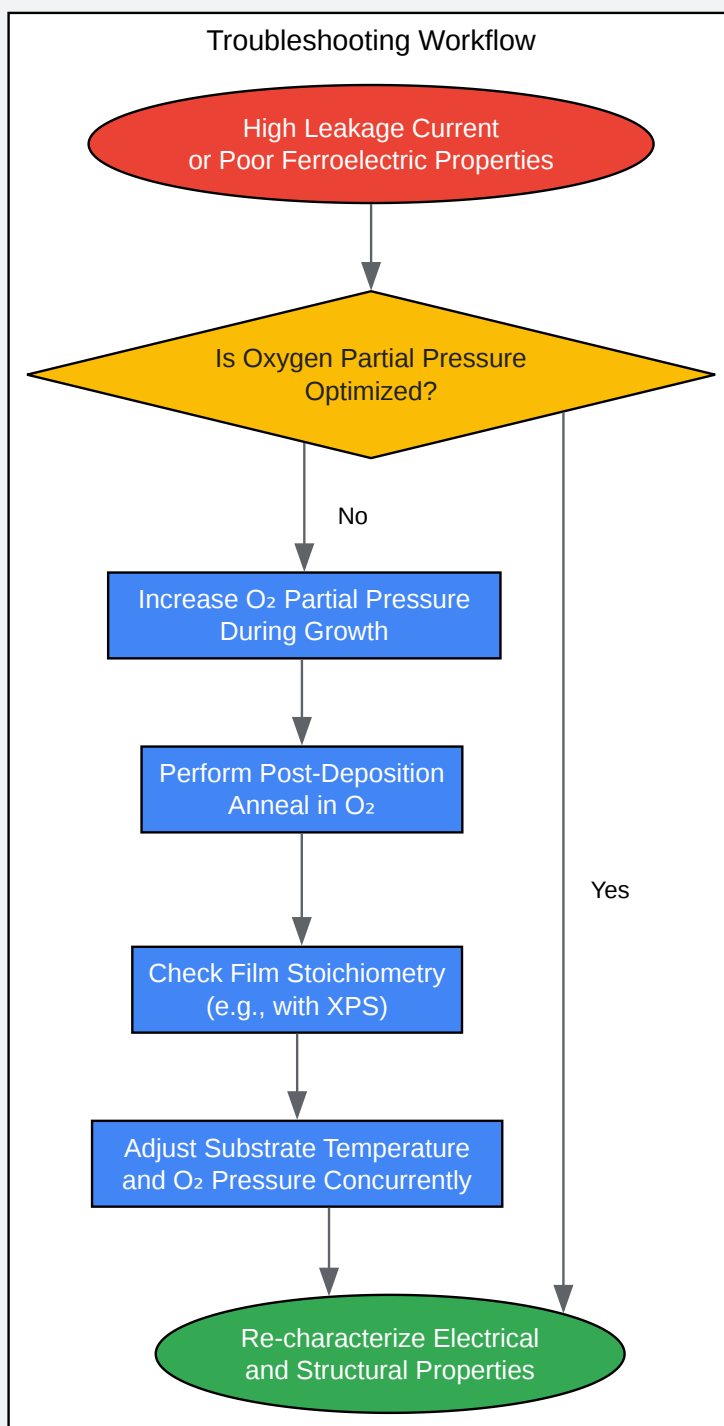 Troubleshooting Workflow
High Leakage Current
or Poor Ferroelectric Properties
Is Oxygen Partial Pressure
Optimized?
No
Increase O₂ Partial Pressure
During Growth
Perform Post-Deposition
Anneal in O₂
Yes
Check Film Stoichiometry
(e.g., with XPS)
Adjust Substrate Temperature
and O₂ Pressure Concurrently
Re-characterize Electrical
and Structural Properties